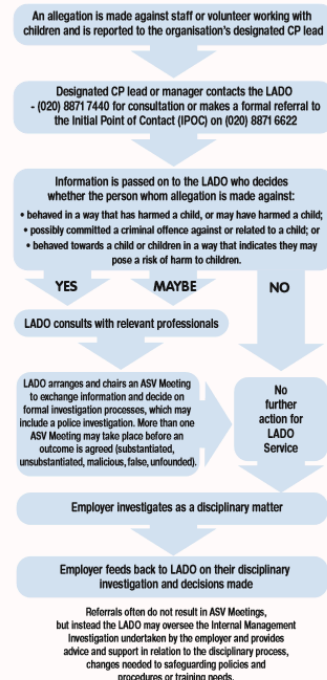 An allegation is made against staff or volunteer working with
children and is reported to the organisation's designated CP lead
Designated CP lead or manager contacts the LADO
- (020) 8871 7440 for consultation or makes a formal referral to
the Initial Point of Contact (IPOC) on (020) 8871 6622
Information is passed on to the LADO who decides
whether the person whom allegation is made against:
• behaved in a way that has harmed a child, or may have harmed a child;
• possibly committed a criminal offence against or related to a child; or
• behaved towards a child or children in a way that indicates they may
pose a risk of harm to children.
YES
MAYBE
NO
LADO consults with relevant professionals
LADO arranges and chairs an ASV Meeting
to exchange information and decide on
formal investigation processes, which may
include a police investigation. More than one
ASV Meeting may take place before an
outcome is agreed (substantiated,
unsubstantiated, malicious, false, unfounded).
No
further
action for
LADO
Service
Employer investigates as a disciplinary matter
Employer feeds back to LADO on their disciplinary
investigation and decisions made
Referrals often do not result in ASV Meetings,
but instead the LADO may oversee the Internal Management
Investigation undertaken by the employer and provides
advice and support in relation to the disciplinary process,
changes needed to safeguarding policies and
procedures or training needs.